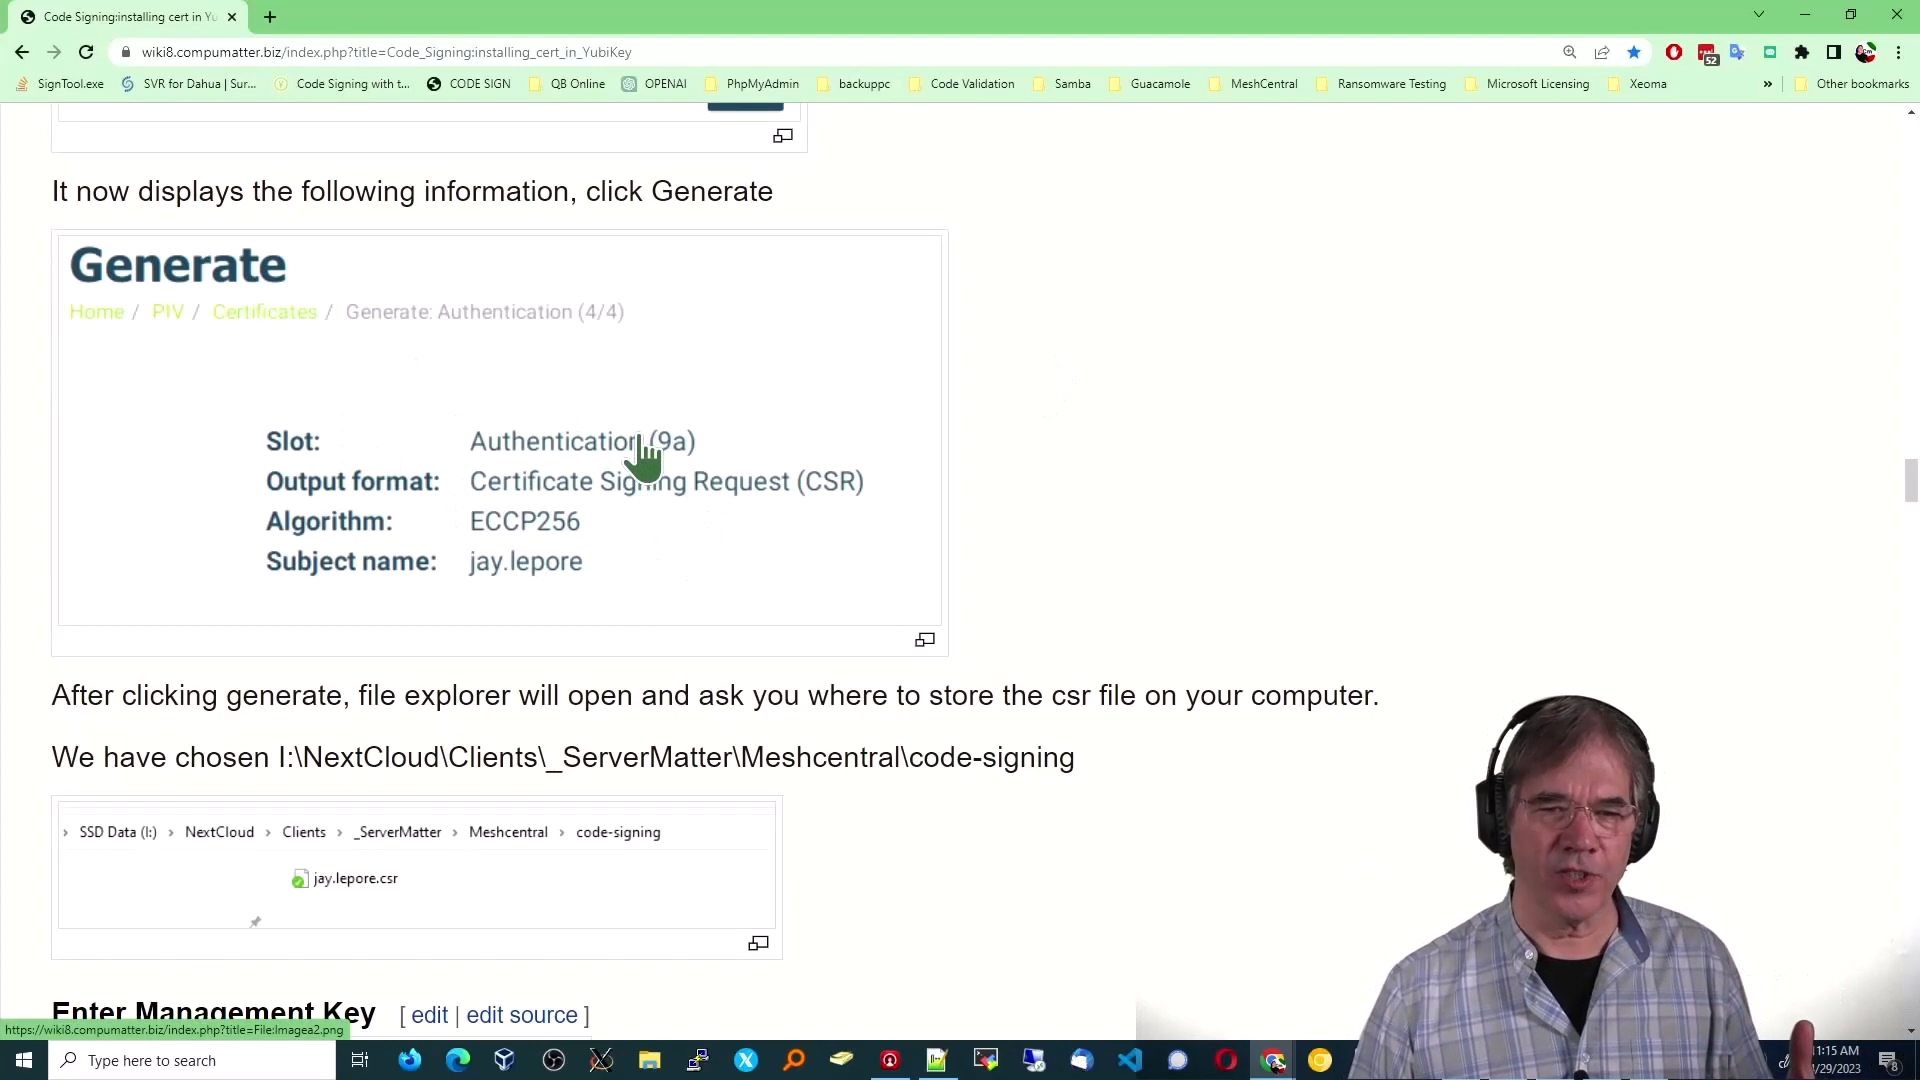 Code Signing:installing cert in Yu
wiki8.compumatter.biz/index.php?title=Code_Signing:installing_cert_in_YubiKey
52
SignTool.exe
SVR for Dahua | Sur...
Code Signing with t...
CODE SIGN
QB Online
OPENAI
PhpMyAdmin
backuppc
Code Validation
Samba
Guacamole
MeshCentral
Ransomware Testing
Microsoft Licensing
Xeoma
»
Other bookmarks
It now displays the following information, click Generate
Generate
Home / PIV / Certificates / Generate: Authentication (4/4)
Slot: Authentication (9a)
Output format: Certificate Signing Request (CSR)
Algorithm: ECCP256
Subject name: jay.lepore
After clicking generate, file explorer will open and ask you where to store the csr file on your computer.
We have chosen I:\NextCloud\Clients\_ServerMatter\Meshcentral\code-signing
› SSD Data (I:) › NextCloud › Clients › _ServerMatter › Meshcentral › code-signing
jay.lepore.csr
Enter Management Key [ edit | edit source ]
https://wiki8.compumatter.biz/index.php?title=File:Imagea2.png
Type here to search
11:15 AM
/29/2023
8